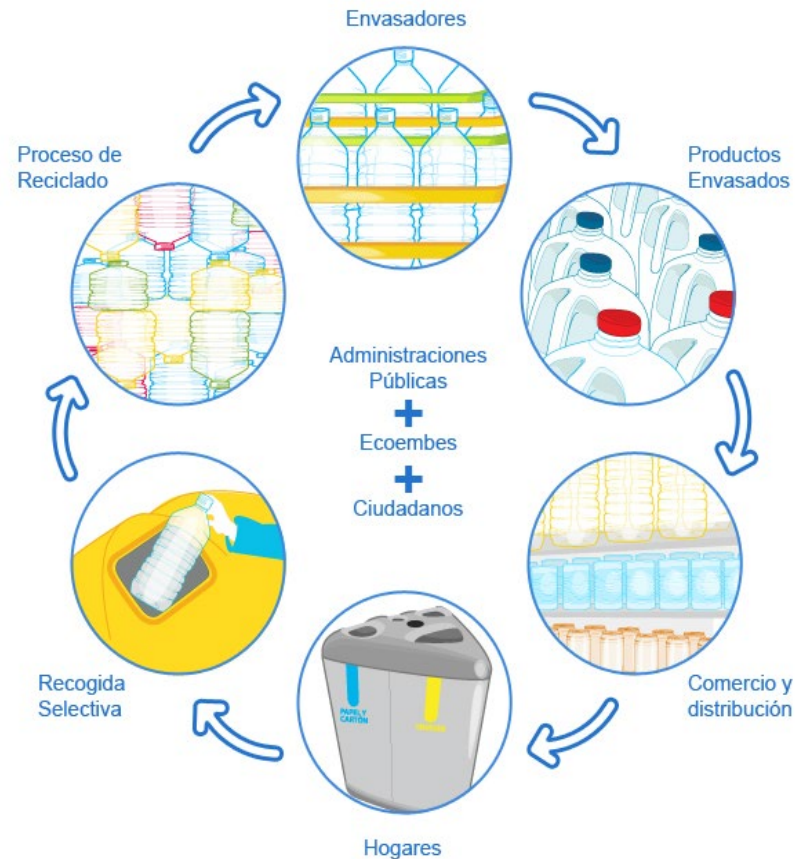 Envasadores
Proceso de
Reciclado
Productos
Envasados
Administraciones
Públicas
+
Ecoembes
+
Ciudadanos
Recogida
Selectiva
PAPEL Y
CARTÓN
Comercio y
distribución
Hogares